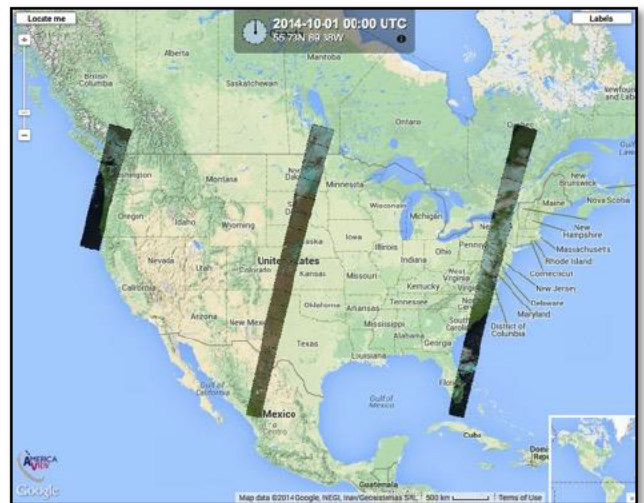 Locate me
2014-10-01 00:00 UTC
Labels
55.73N 89.38W
Alberta
Manitoba
British
Columbia
Saskatchewan
Ontario
Washington
Montana
Minnesota
New
Brunswick
Maine
Nova Scotia
Oregon
Idaho
Wyoming
Wisconsin
Michigan
New
Hampshire
Massachusetts
Rhode Island
Connecticut
New Jersey
Delaware
Maryland
District of
Columbia
Nevada
Utah
Colorado
Iowa
Illinois
Indiana
Ohio
Kansas
Missouri
West
Virginia
Kentucky
California
Oklahoma
Tennessee
Arizona
New Mexico
Arkansas
Mississippi
Alabama
South
Carolina
Georgia
Texas
Louisiana
Gulf of
California
Gulf of
Mexico
Mexico
Cuba
Guatemala
AMERICA
VIEW
Google
Map data ©2014 Google, NEGI, Inav/Geosistemas SRL
500 km
Terms of Use